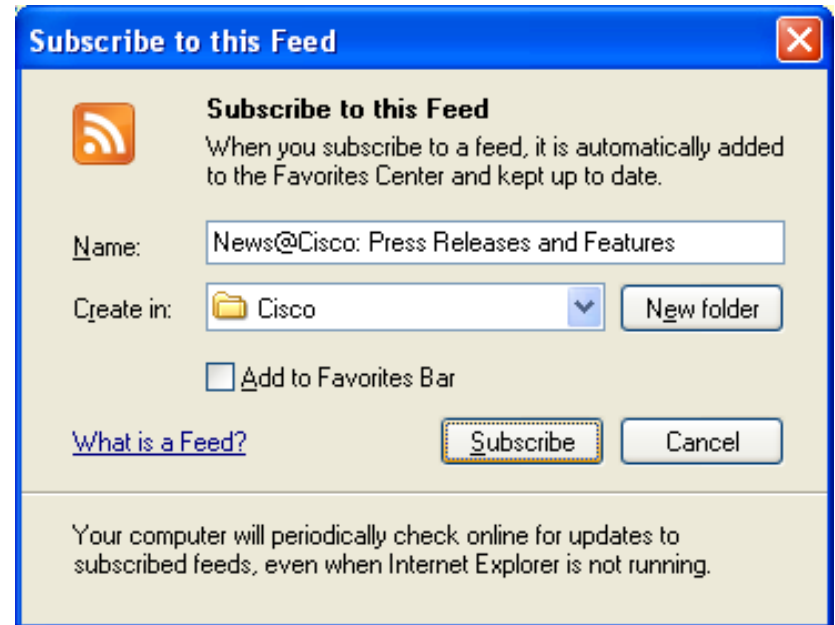 Subscribe to this Feed
Subscribe to this Feed
When you subscribe to a feed, it is automatically added
to the Favorites Center and kept up to date.
Name: News@Cisco: Press Releases and Features
Create in: Cisco New folder
Add to Favorites Bar
What is a Feed? Subscribe Cancel
Your computer will periodically check online for updates to
subscribed feeds, even when Internet Explorer is not running.